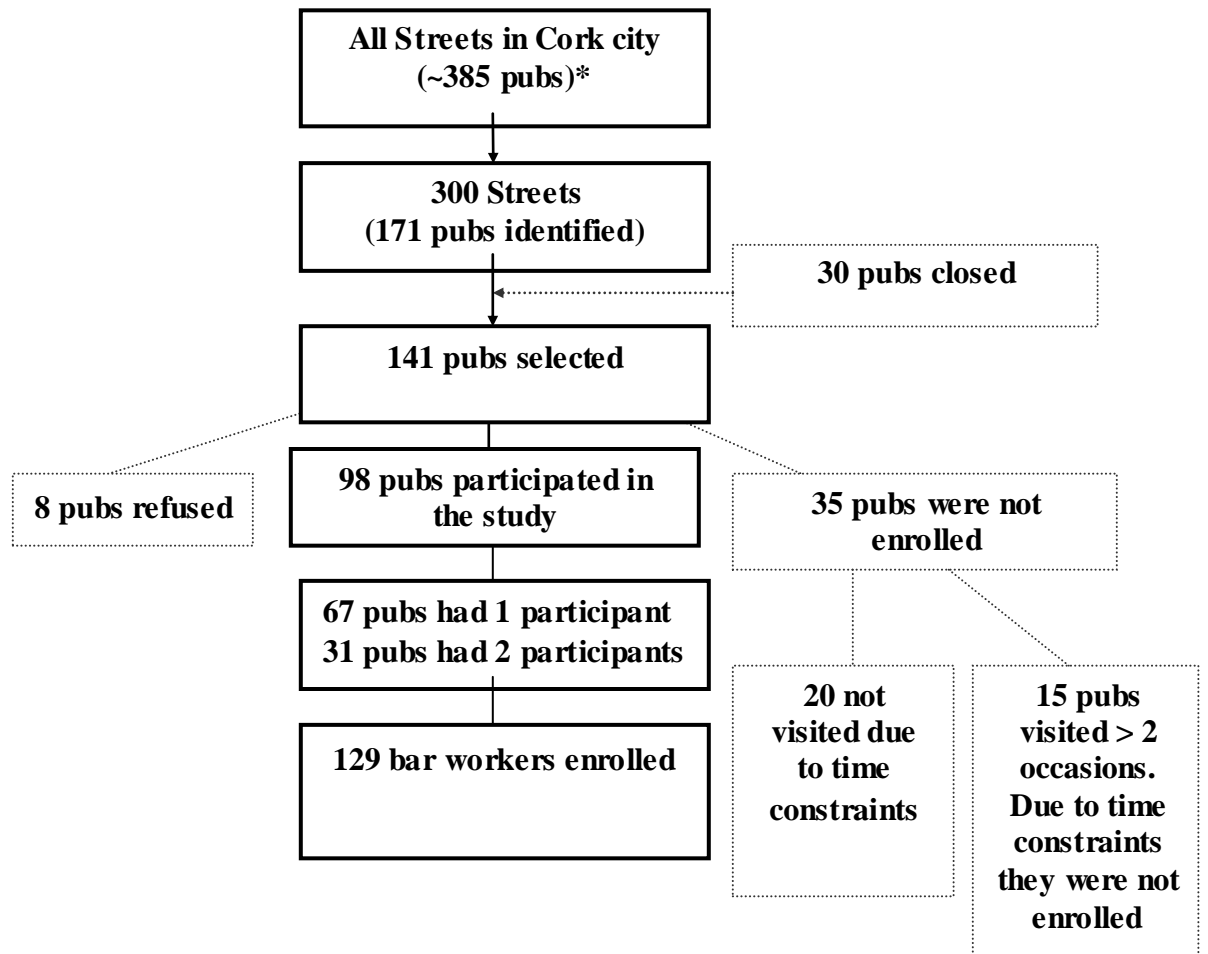 All Streets in Cork city
(~385 pubs)*
300 Streets
(171 pubs identified)
30 pubs closed
141 pubs selected
8 pubs refused
98 pubs participated in
the study
35 pubs were not
enrolled
67 pubs had 1 participant
31 pubs had 2 participants
20 not
visited due
to time
constraints
15 pubs
visited > 2
occasions.
Due to time
constraints
they were not
enrolled
129 bar workers enrolled